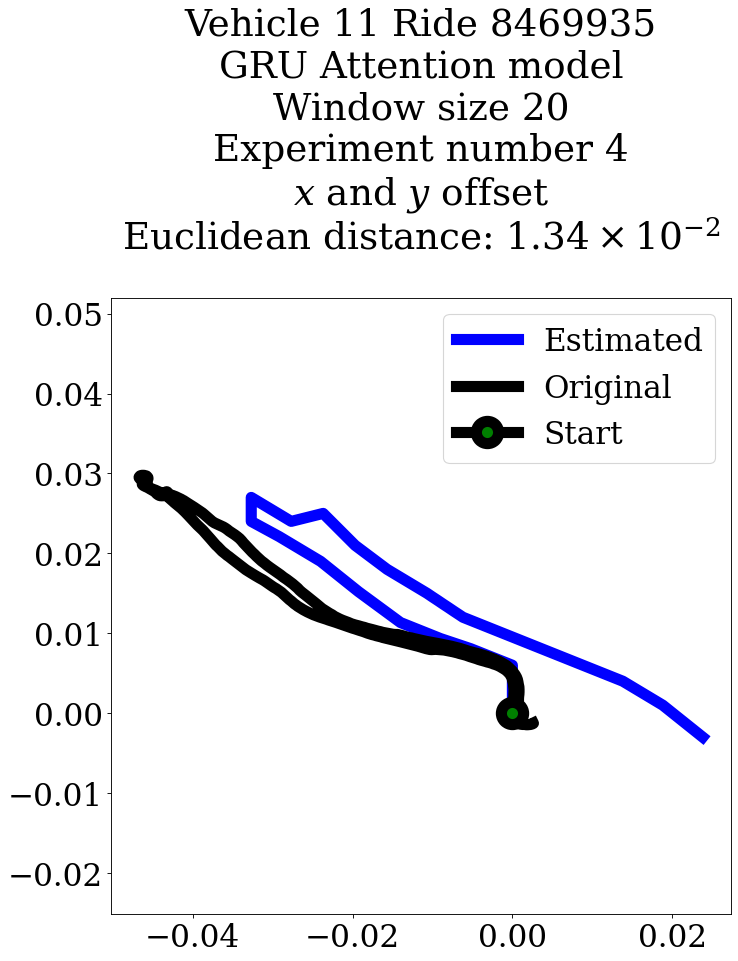 Vehicle 11 Ride 8469935
GRU Attention model
Window size 20
Experiment number 4
x and y offset
Euclidean distance: 1.34 × 10⁻²
Estimated
Original
Start
0.05
0.04
0.03
0.02
0.01
0.00
−0.01
−0.02
−0.04 −0.02 0.00 0.02